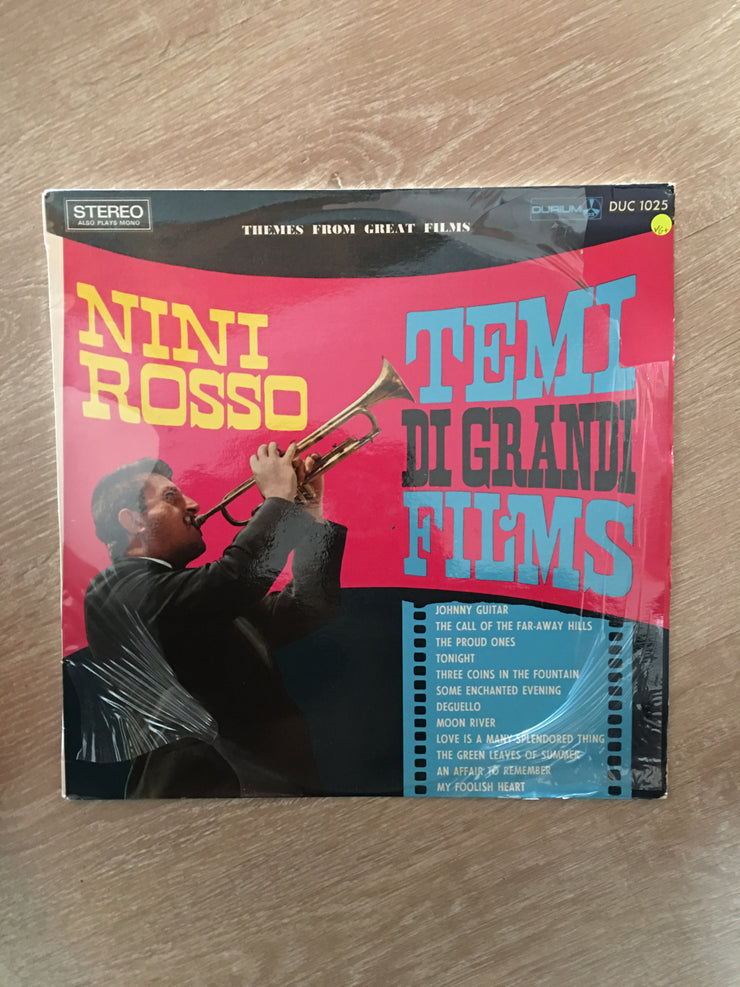 STEREO
ALSO PLAYS MONO
THEMES FROM GREAT FILMS
DURIUM
DUC 1025
VG+
NINI
ROSSO
TEMI
DI GRANDI
FILMS
JOHNNY GUITAR
THE CALL OF THE FAR-AWAY HILLS
THE PROUD ONES
TONIGHT
THREE COINS IN THE FOUNTAIN
SOME ENCHANTED EVENING
DEGUELLO
MOON RIVER
LOVE IS A MANY SPLENDORED THING
THE GREEN LEAVES OF SUMMER
AN AFFAIR TO REMEMBER
MY FOOLISH HEART